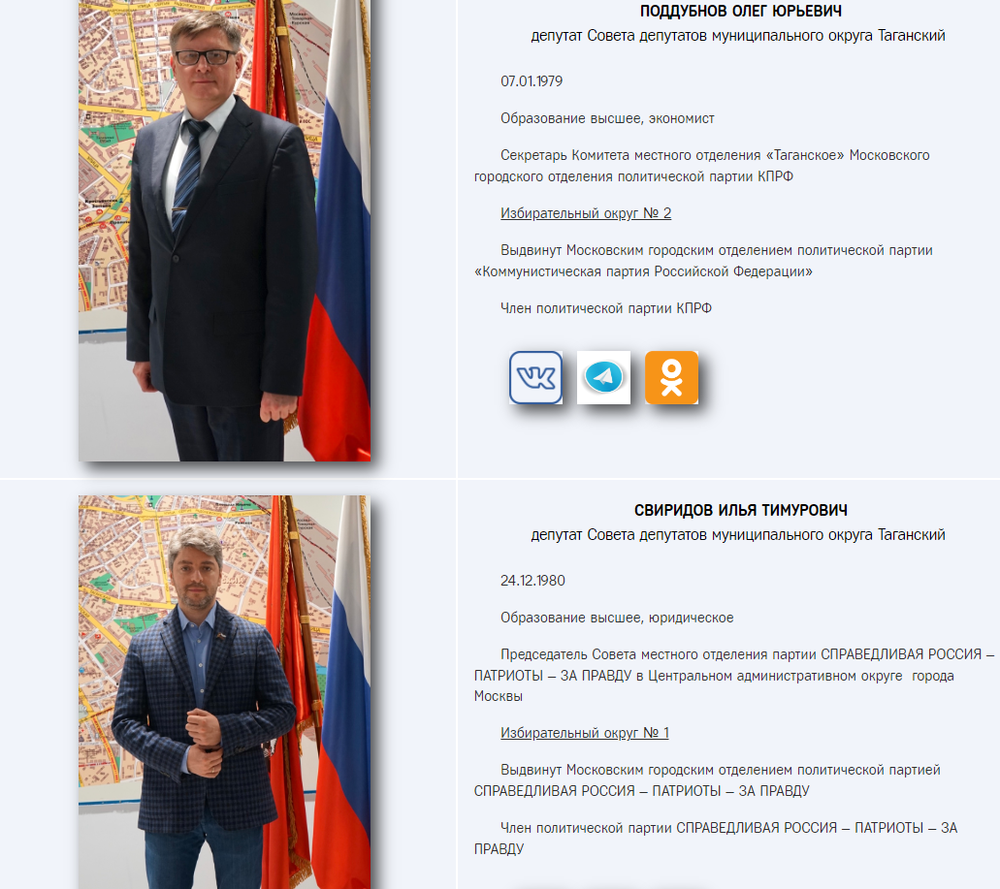 ПОДДУБНОВ ОЛЕГ ЮРЬЕВИЧ
депутат Совета депутатов муниципального округа Таганский
07.01.1979
Образование высшее, экономист
Секретарь Комитета местного отделения «Таганское» Московского
городского отделения политической партии КПРФ
Избирательный округ № 2
Выдвинут Московским городским отделением политической партии
«Коммунистическая партия Российской Федерации»
Член политической партии КПРФ
СВИРИДОВ ИЛЬЯ ТИМУРОВИЧ
депутат Совета депутатов муниципального округа Таганский
24.12.1980
Образование высшее, юридическое
Председатель Совета местного отделения партии СПРАВЕДЛИВАЯ РОССИЯ –
ПАТРИОТЫ – ЗА ПРАВДУ в Центральном административном округе города
Москвы
Избирательный округ № 1
Выдвинут Московским городским отделением политической партией
СПРАВЕДЛИВАЯ РОССИЯ – ПАТРИОТЫ – ЗА ПРАВДУ
Член политической партии СПРАВЕДЛИВАЯ РОССИЯ – ПАТРИОТЫ – ЗА
ПРАВДУ